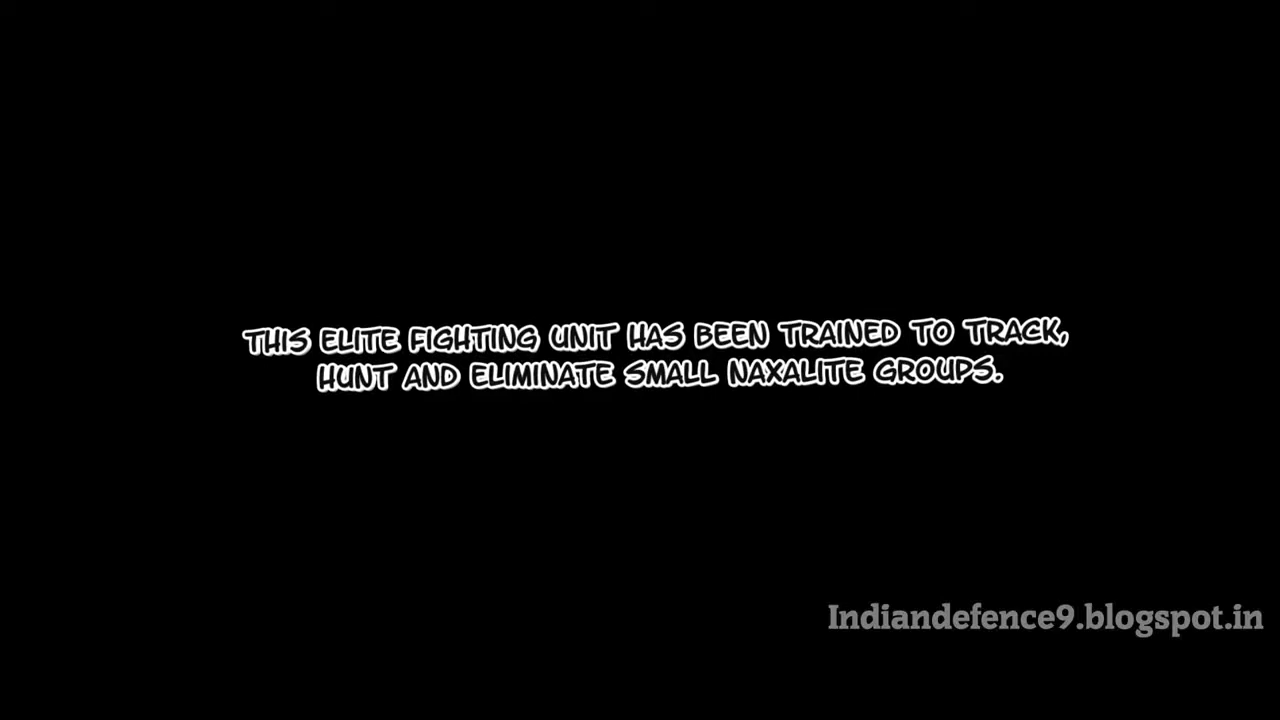 THIS ELITE FIGHTING UNIT HAS BEEN TRAINED TO TRACK,
HUNT AND ELIMINATE SMALL NAXALITE GROUPS.
Indiandefence9.blogspot.in